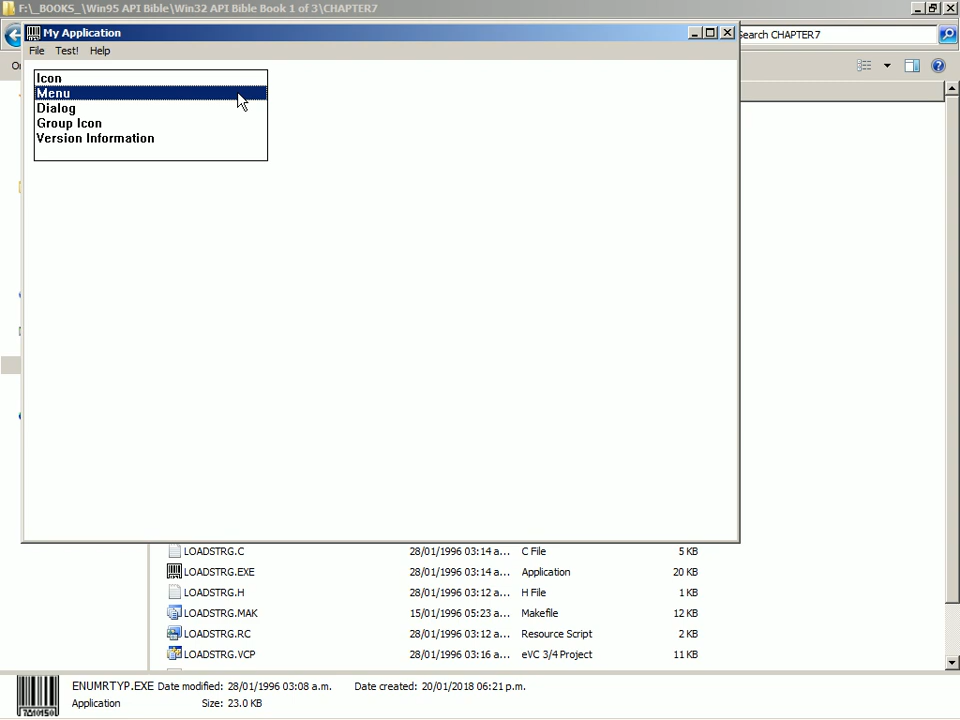 F:\_BOOKS_\Win95 API Bible\Win32 API Bible Book 1 of 3\CHAPTER7
My Application
Search CHAPTER7
File Test! Help
Icon
Menu
Dialog
Group Icon
Version Information
LOADSTRG.C 28/01/1996 03:14 a... C File 5 KB
LOADSTRG.EXE 28/01/1996 03:14 a... Application 20 KB
LOADSTRG.H 28/01/1996 03:12 a... H File 1 KB
LOADSTRG.MAK 15/01/1996 05:23 a... Makefile 12 KB
LOADSTRG.RC 28/01/1996 03:12 a... Resource Script 2 KB
LOADSTRG.VCP 28/01/1996 03:16 a... eVC 3/4 Project 11 KB
ENUMRTYP.EXE Date modified: 28/01/1996 03:08 a.m. Date created: 20/01/2018 06:21 p.m.
Application Size: 23.0 KB